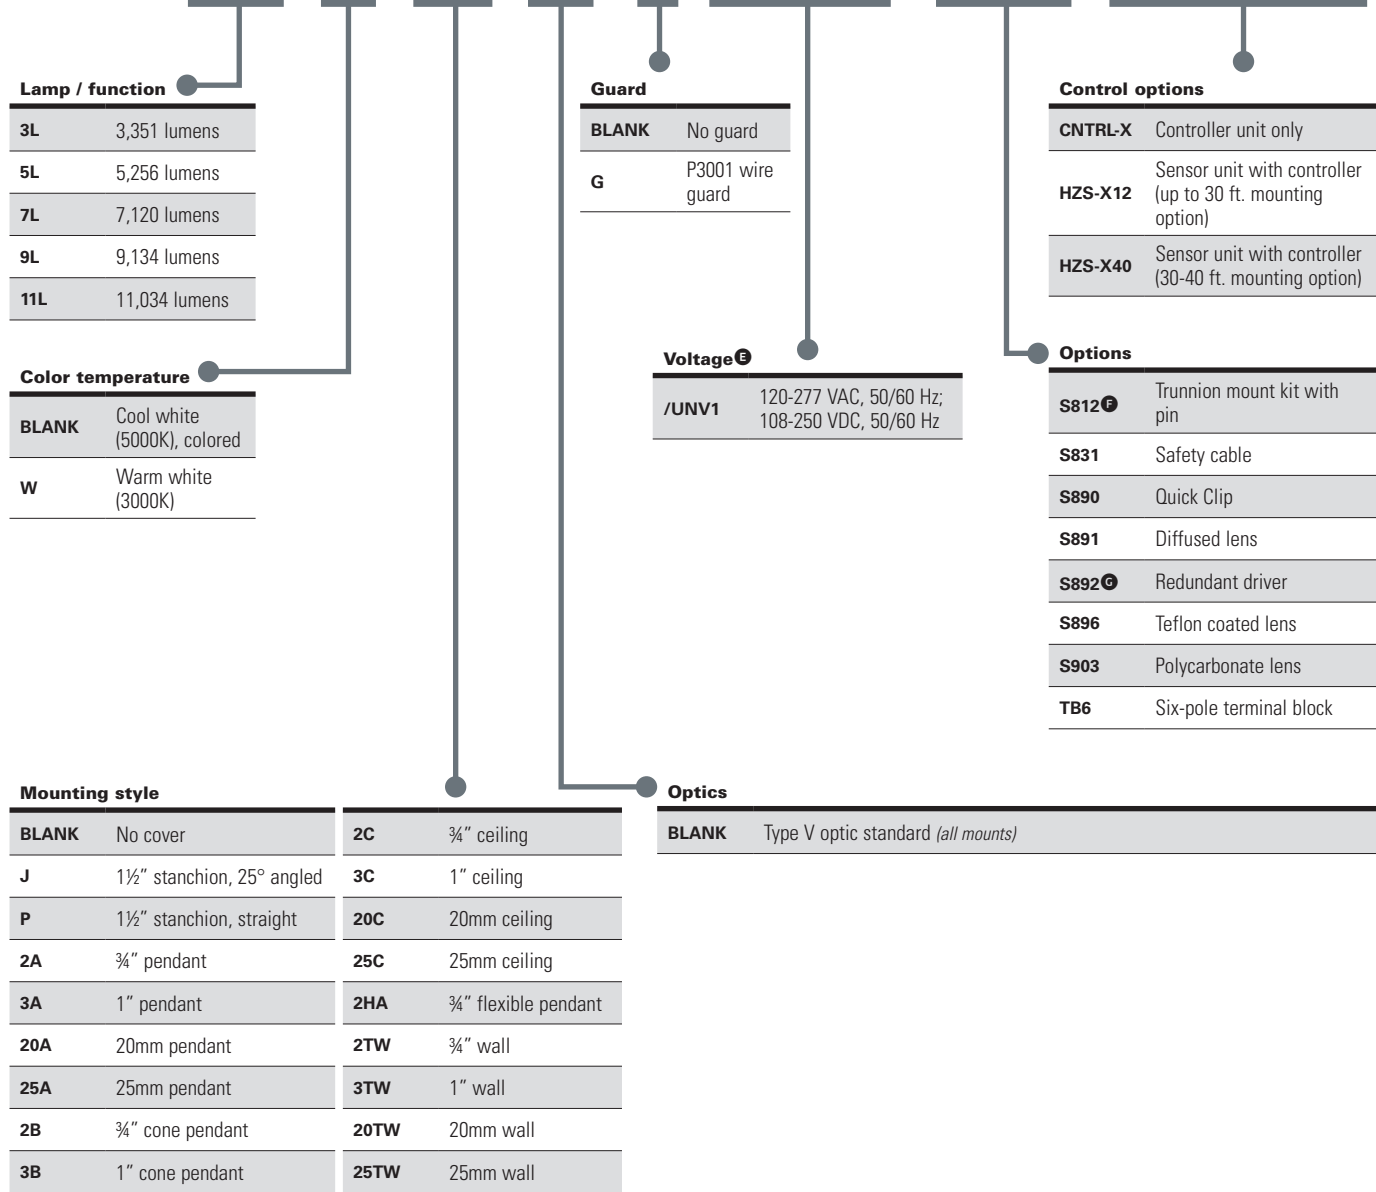 Lamp / function
3L 3,351 lumens
5L 5,256 lumens
7L 7,120 lumens
9L 9,134 lumens
11L 11,034 lumens
Color temperature
BLANK Cool white
(5000K), colored
W Warm white
(3000K)
Guard
BLANK No guard
G P3001 wire
guard
Voltage E
/UNV1 120-277 VAC, 50/60 Hz;
108-250 VDC, 50/60 Hz
Control options
CNTRL-X Controller unit only
HZS-X12 Sensor unit with controller
(up to 30 ft. mounting
option)
HZS-X40 Sensor unit with controller
(30-40 ft. mounting option)
Options
S812 F Trunnion mount kit with
pin
S831 Safety cable
S890 Quick Clip
S891 Diffused lens
S892 G Redundant driver
S896 Teflon coated lens
S903 Polycarbonate lens
TB6 Six-pole terminal block
Mounting style
BLANK No cover
J 1½" stanchion, 25° angled
P 1½" stanchion, straight
2A ¾" pendant
3A 1" pendant
20A 20mm pendant
25A 25mm pendant
2B ¾" cone pendant
3B 1" cone pendant
2C ¾" ceiling
3C 1" ceiling
20C 20mm ceiling
25C 25mm ceiling
2HA ¾" flexible pendant
2TW ¾" wall
3TW 1" wall
20TW 20mm wall
25TW 25mm wall
Optics
BLANK Type V optic standard (all mounts)